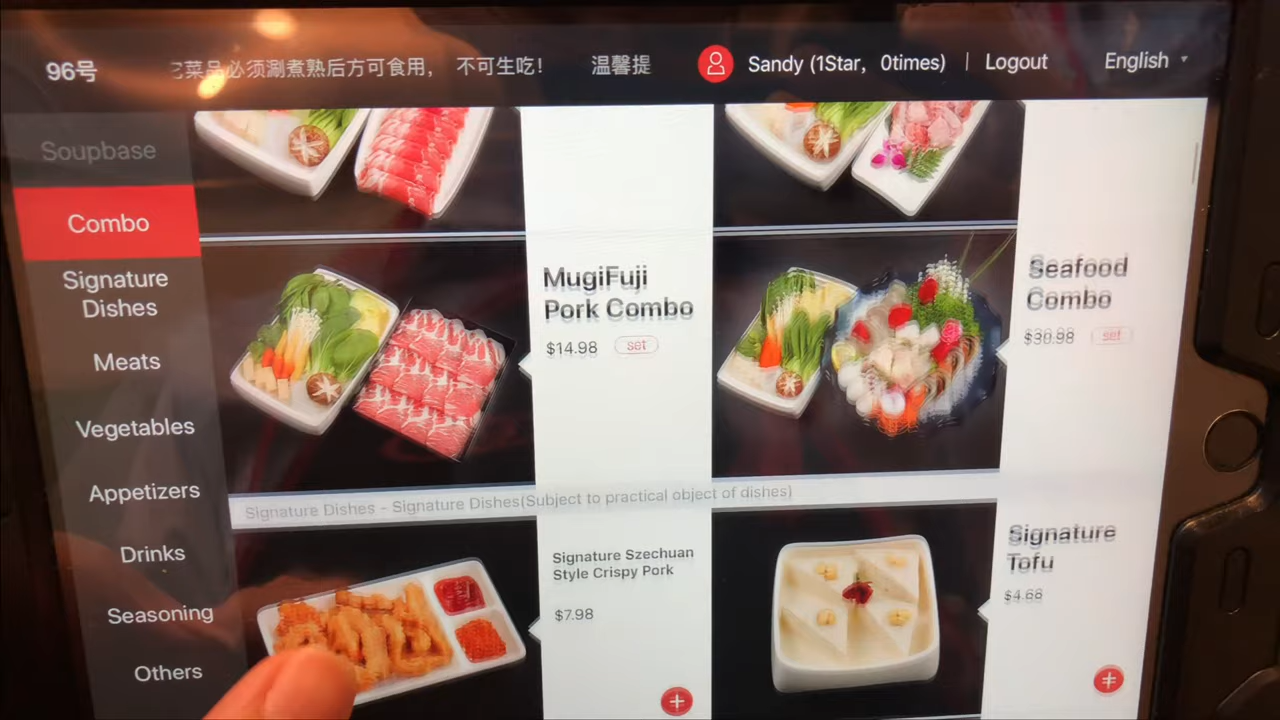 96号
菜品必须涮煮熟后方可食用， 不可生吃！ 温馨提
Sandy (1Star, 0times) | Logout
English
Soupbase
Combo
Signature
Dishes
Meats
Vegetables
Appetizers
Drinks
Seasoning
Others
MugiFuji
Pork Combo
$14.98 set
Seafood
Combo
$30.98 set
Signature Dishes - Signature Dishes(Subject to practical object of dishes)
Signature Szechuan
Style Crispy Pork
$7.98
Signature
Tofu